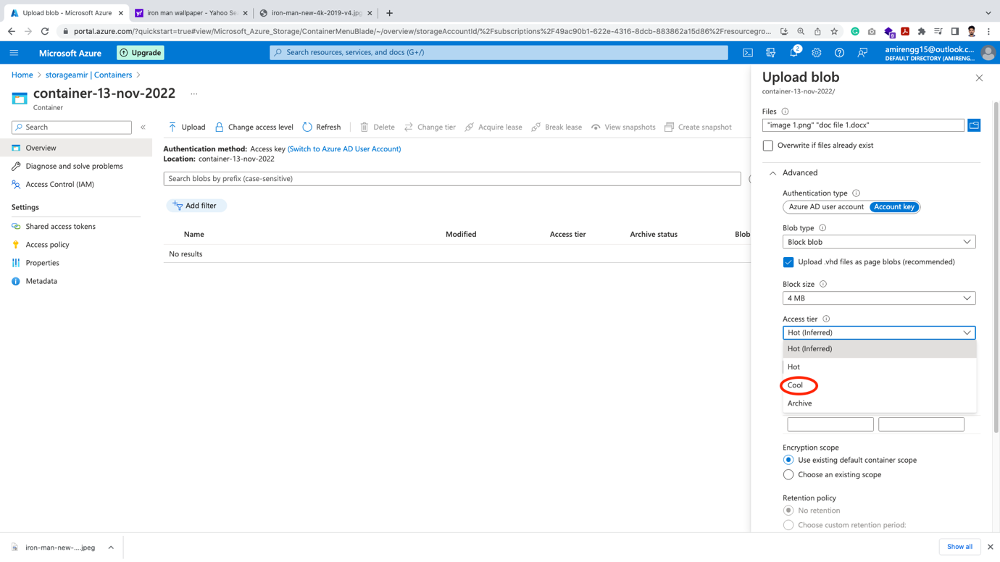 Upload blob - Microsoft Azure
iron man wallpaper - Yahoo Se
iron-man-new-4k-2019-v4.jpg
portal.azure.com/?quickstart=true#view/Microsoft_Azure_Storage/ContainerMenuBlade/~/overview/storageAccountId/%2Fsubscriptions%2F49ac90b1-622e-4316-8dcb-883862a15d86%2Fresourcegro...
Microsoft Azure
Upgrade
Search resources, services, and docs (G+/)
2
amirengg15@outlook.c...
DEFAULT DIRECTORY (AMIRENG...
Home > storageamir | Containers >
container-13-nov-2022 ...
Container
Search
«
Overview
Diagnose and solve problems
Access Control (IAM)
Settings
Shared access tokens
Access policy
Properties
Metadata
Upload
Change access level
Refresh
Delete
Change tier
Acquire lease
Break lease
View snapshots
Create snapshot
Authentication method: Access key (Switch to Azure AD User Account)
Location: container-13-nov-2022
Search blobs by prefix (case-sensitive)
Add filter
Name Modified Access tier Archive status Blob
No results
Upload blob
container-13-nov-2022/
Files
"image 1.png" "doc file 1.docx"
Overwrite if files already exist
Advanced
Authentication type
Azure AD user account Account key
Blob type
Block blob
Upload .vhd files as page blobs (recommended)
Block size
4 MB
Access tier
Hot (Inferred)
Hot (Inferred)
Hot
Cool
Archive
Encryption scope
Use existing default container scope
Choose an existing scope
Retention policy
No retention
Choose custom retention period:
iron-man-new-....jpeg
Show all